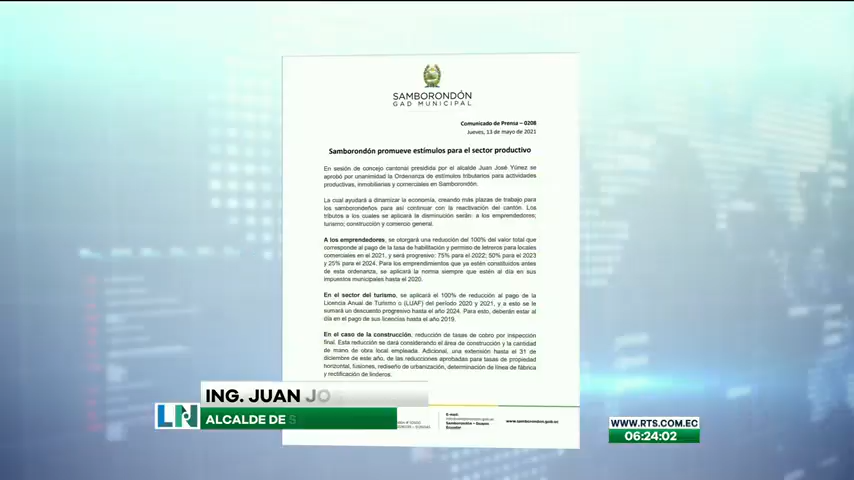 SAMBORONDÓN
GAD MUNICIPAL
Comunicado de Prensa – 0208
Jueves, 13 de mayo de 2021
Samborondón promueve estímulos para el sector productivo
En sesión de concejo cantonal presidida por el alcalde Juan José Yúnez se
aprobó por unanimidad la Ordenanza de estímulos tributarios para actividades
productivas, inmobiliarias y comerciales en Samborondón.
La cual ayudará a dinamizar la economía, creando más plazas de trabajo para
los samborondeños para así continuar con la reactivación del cantón. Los
tributos a los cuales se aplicará la disminución serán: a los emprendedores;
turismo; construcción y comercio general.
A los emprendedores, se otorgará una reducción del 100% del valor total que
corresponde al pago de la tasa de habilitación y permiso de letreros para locales
comerciales en el 2021, y será progresivo: 75% para el 2022; 50% para el 2023
y 25% para el 2024. Para los emprendimientos que ya estén constituidos antes
de esta ordenanza, se aplicará la norma siempre que estén al día en sus
impuestos municipales hasta el 2020.
En el sector del turismo, se aplicará el 100% de reducción al pago de la
Licencia Anual de Turismo o (LUAF) del período 2020 y 2021, y a esto se le
sumará un descuento progresivo hasta el año 2024. Para esto, deberán estar al
día en el pago de sus licencias hasta el año 2019.
En el caso de la construcción, reducción de tasas de cobro por inspección
final. Esta reducción se dará considerando el área de construcción y la cantidad
de mano de obra local empleada. Adicional, una extensión hasta el 31 de
diciembre de este año, de las reducciones aprobadas para tasas de propiedad
horizontal, fusiones, rediseño de urbanización, determinación de línea de fábrica
y rectificación de linderos.
E-mail:
Samborondón - Guayas
Ecuador
www.samborondon.gob.ec
ING. JUAN JO
LN
ALCALDE DE S
WWW.RTS.COM.EC
06:24:02